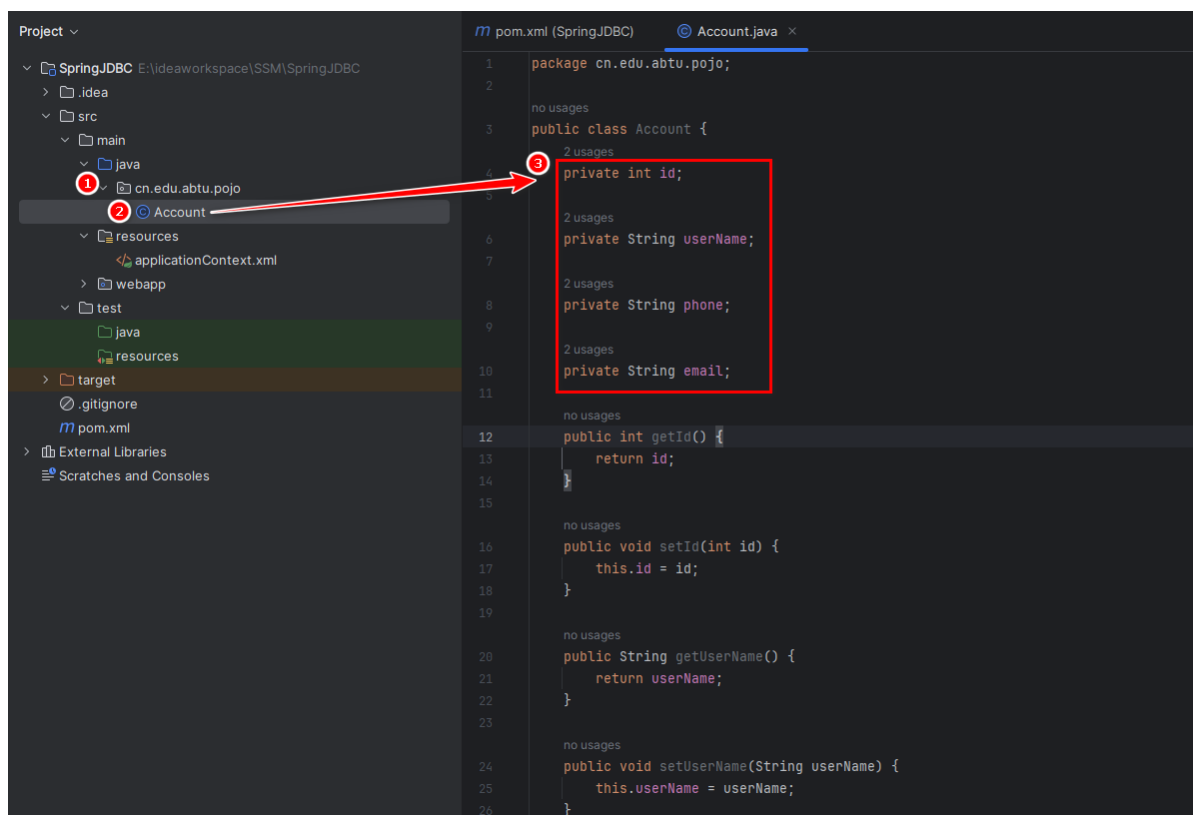 Project
SpringJDBC E:\ideaworkspace\SSM\SpringJDBC
.idea
src
main
java
1
cn.edu.abtu.pojo
2
Account
resources
applicationContext.xml
webapp
test
java
resources
target
.gitignore
m pom.xml
External Libraries
Scratches and Consoles
m pom.xml (SpringJDBC)
© Account.java ×
1 package cn.edu.abtu.pojo;
2
no usages
3 public class Account {
2 usages
3
4 private int id;
5
2 usages
6 private String userName;
7
2 usages
8 private String phone;
9
2 usages
10 private String email;
11
no usages
12 public int getId() {
13 return id;
14 }
15
no usages
16 public void setId(int id) {
17 this.id = id;
18 }
19
no usages
20 public String getUserName() {
21 return userName;
22 }
23
no usages
24 public void setUserName(String userName) {
25 this.userName = userName;
26 }